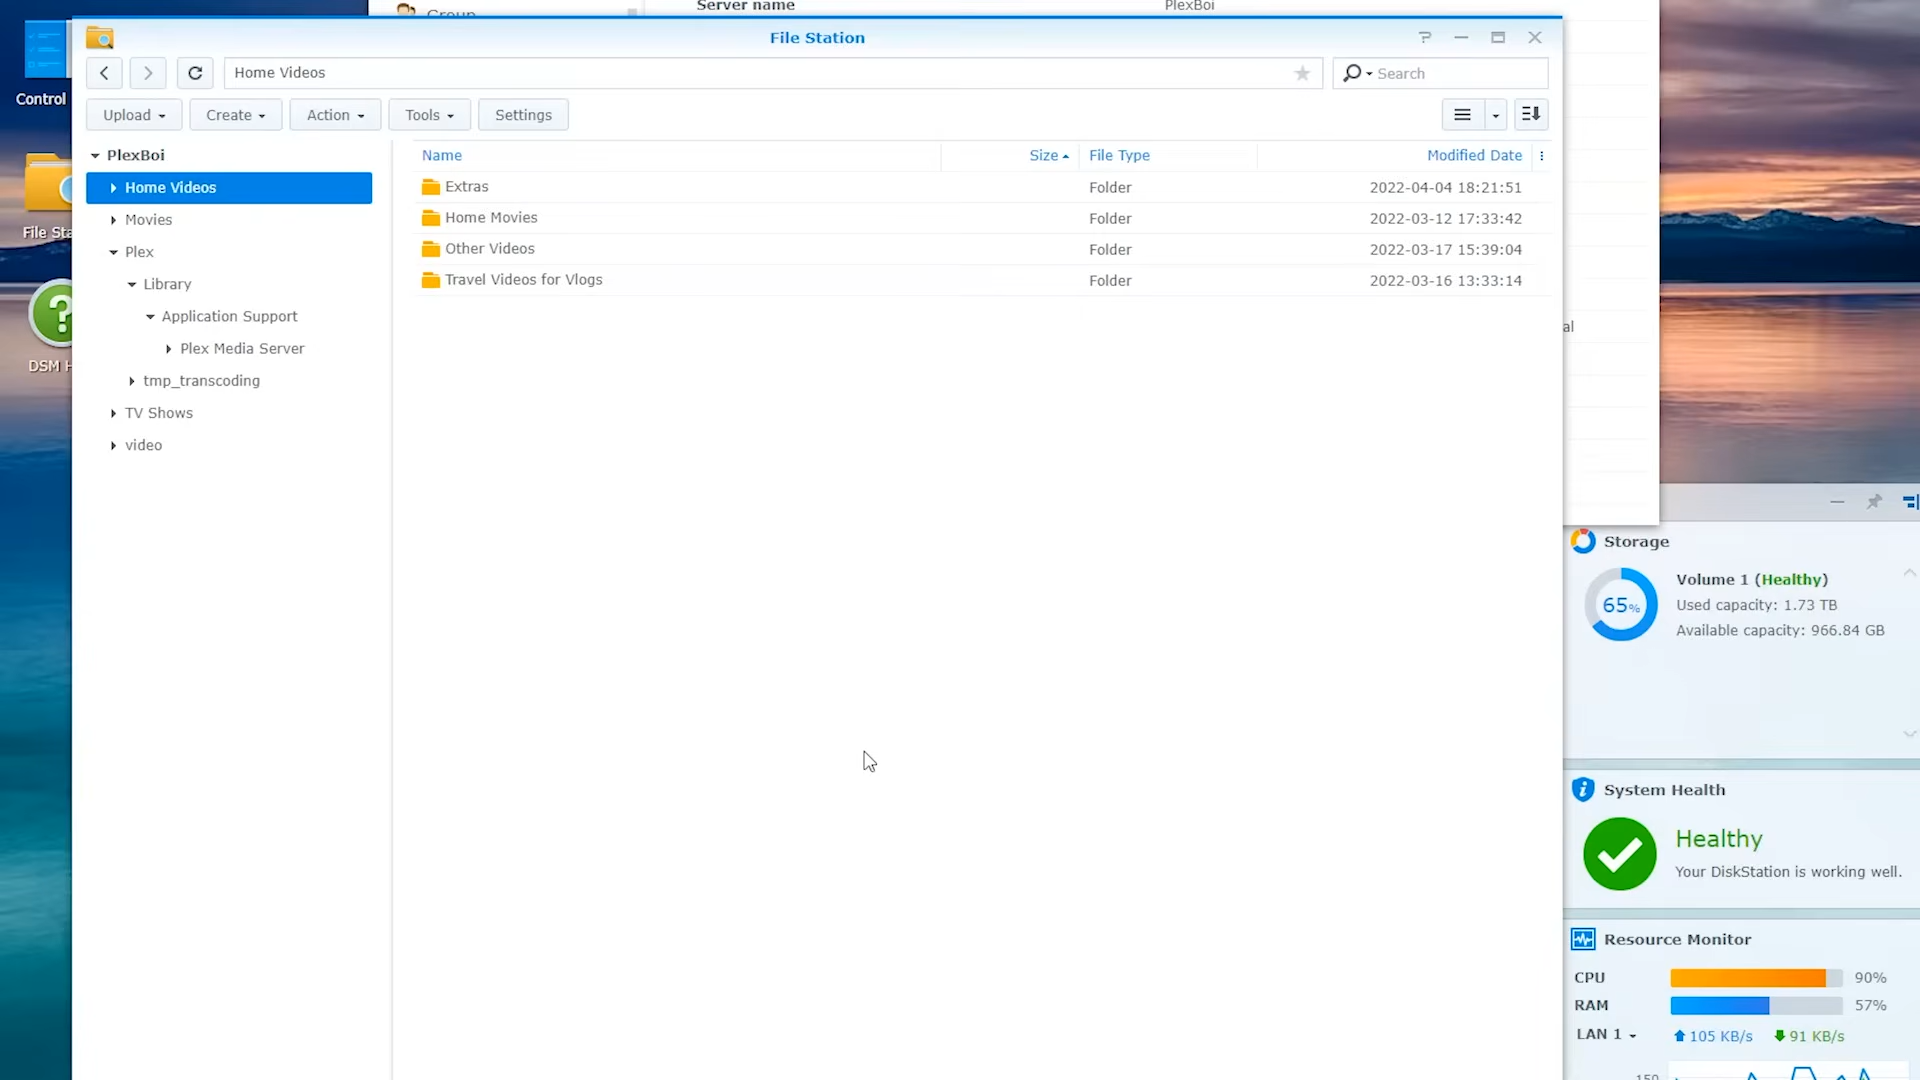 Group
Server name PlexBoi
File Station
Home Videos
Search
Upload Create Action Tools Settings
Control
File Sta
DSM H
PlexBoi
Home Videos
Movies
Plex
Library
Application Support
Plex Media Server
tmp_transcoding
TV Shows
video
Name Size File Type Modified Date
Extras Folder 2022-04-04 18:21:51
Home Movies Folder 2022-03-12 17:33:42
Other Videos Folder 2022-03-17 15:39:04
Travel Videos for Vlogs Folder 2022-03-16 13:33:14
al
Storage
65%
Volume 1 (Healthy)
Used capacity: 1.73 TB
Available capacity: 966.84 GB
System Health
Healthy
Your DiskStation is working well.
Resource Monitor
CPU 90%
RAM 57%
LAN 1 105 KB/s 91 KB/s
150